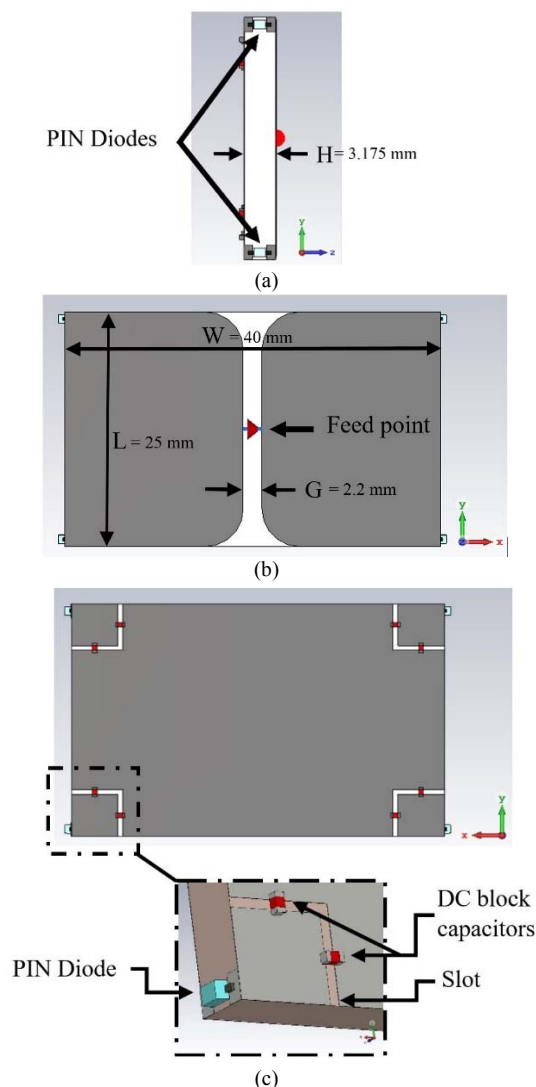 PIN Diodes
H = 3.175 mm
y
z
(a)
W = 40 mm
L = 25 mm
Feed point
G = 2.2 mm
y
x
(b)
y
x
DC block
capacitors
PIN Diode
Slot
(c)